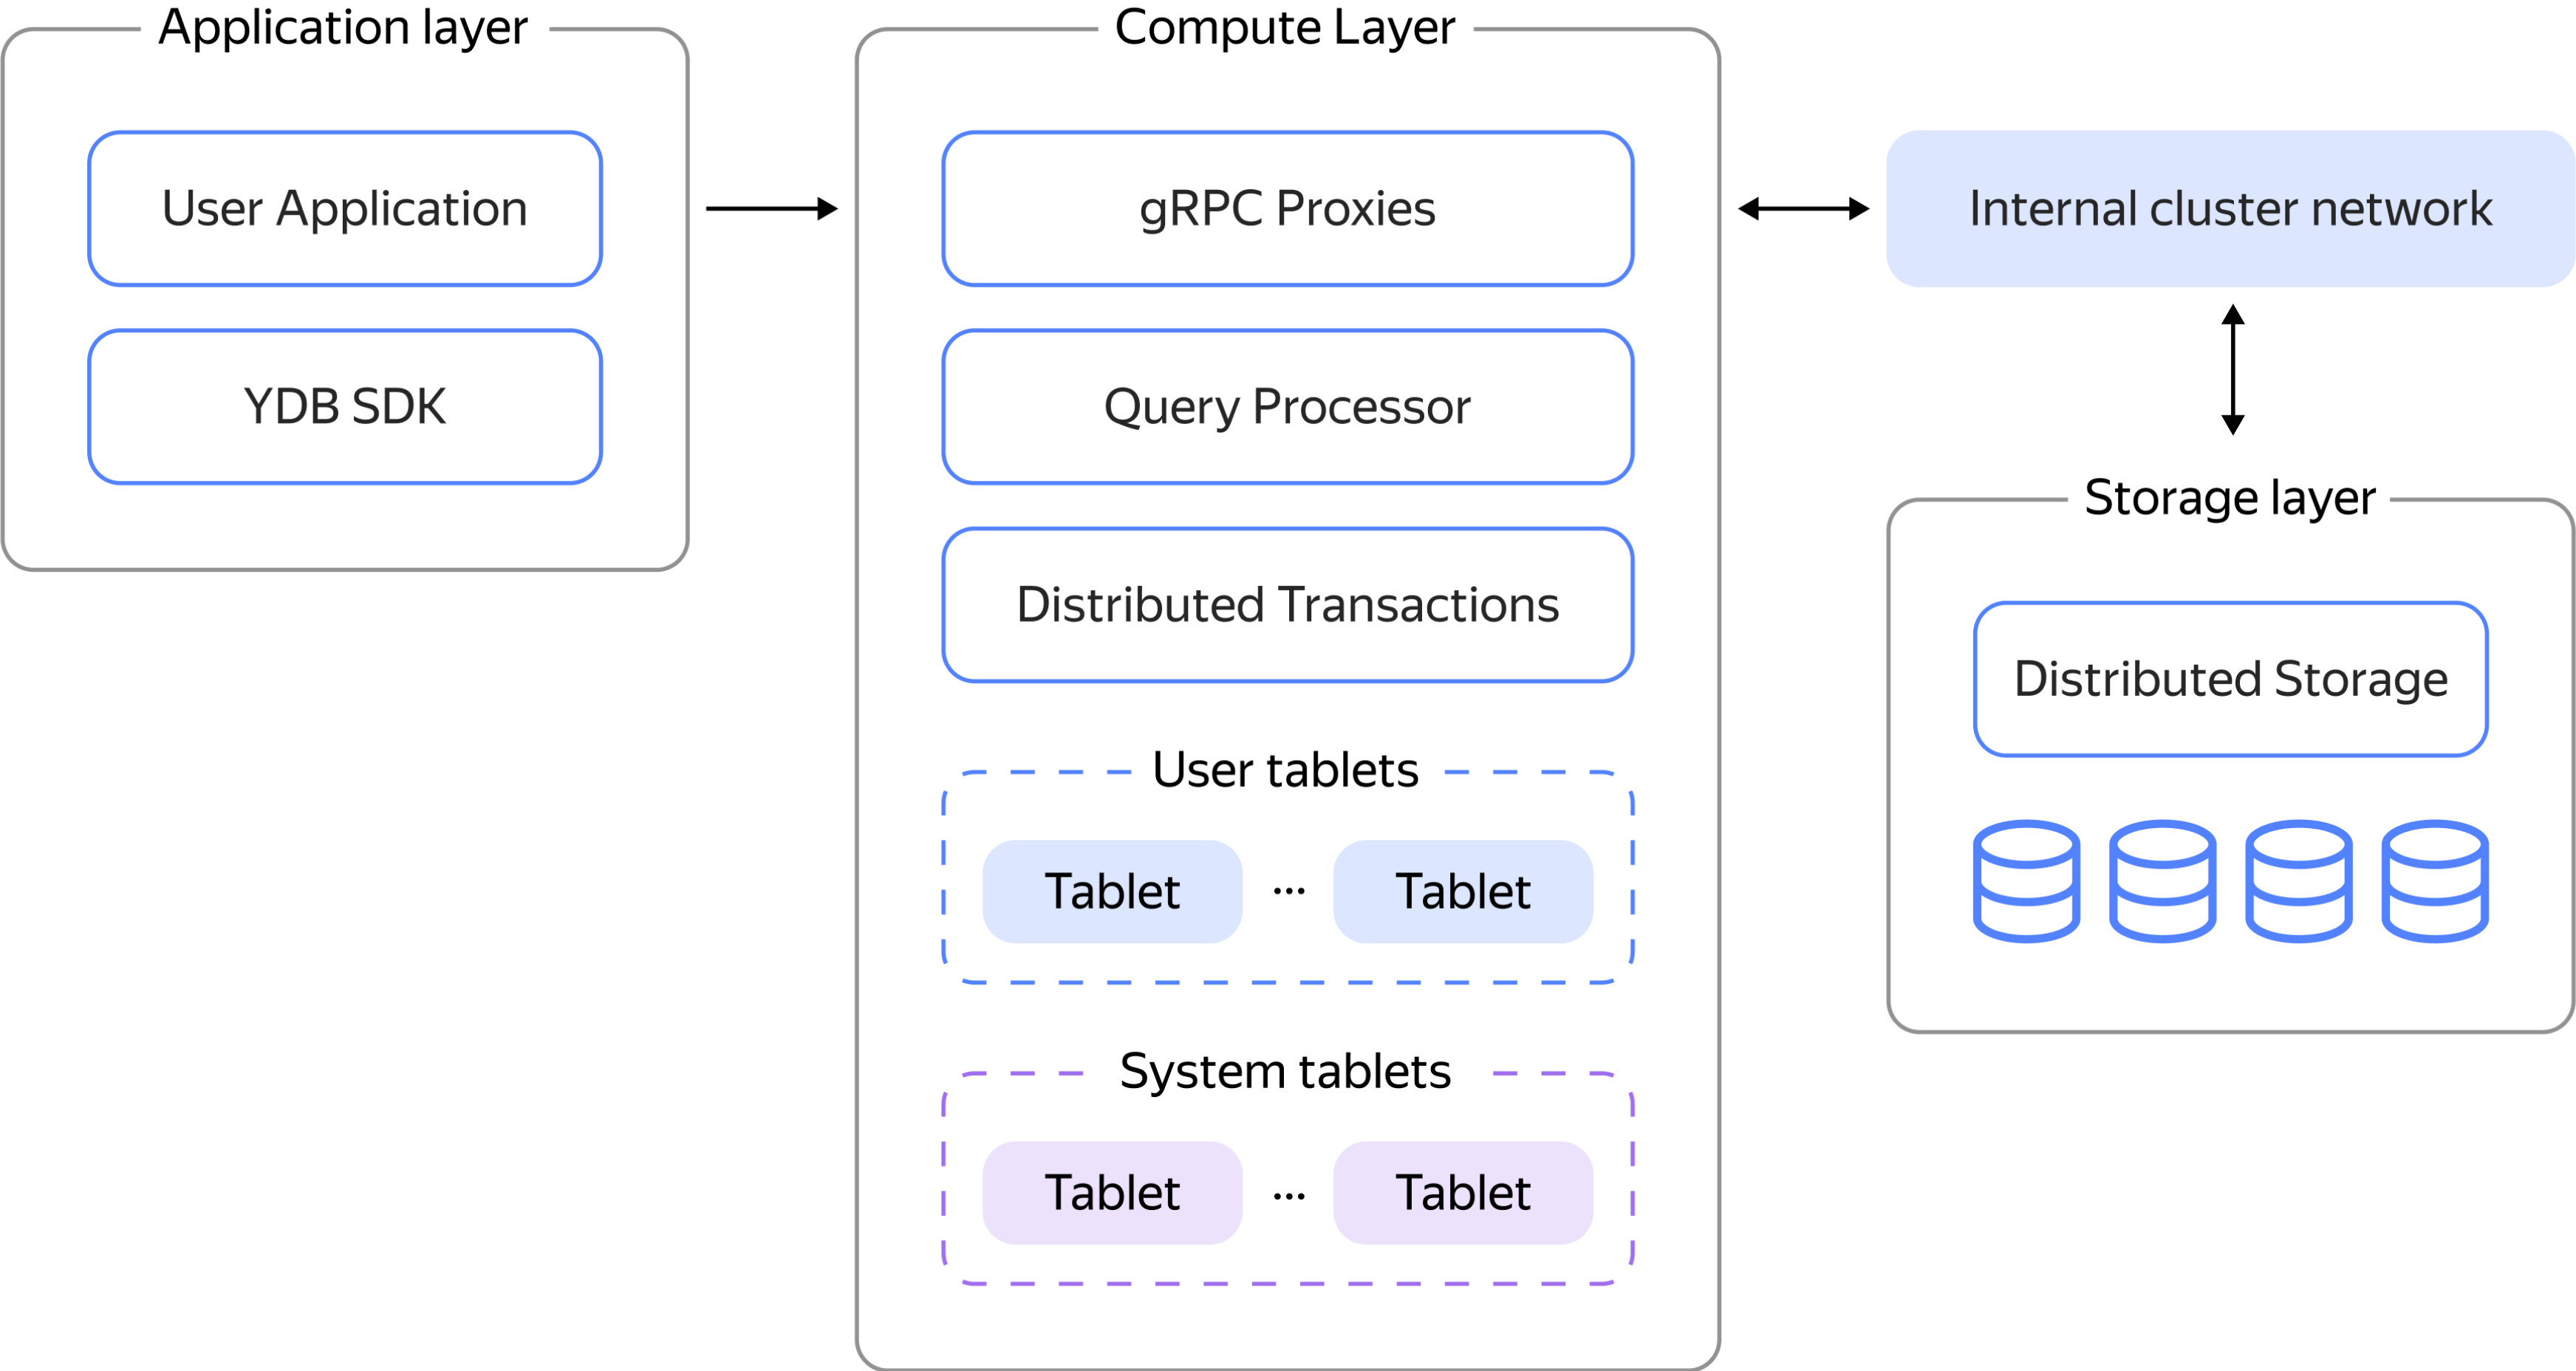 Application layer
User Application
YDB SDK
Compute Layer
gRPC Proxies
Query Processor
Distributed Transactions
User tablets
Tablet ... Tablet
System tablets
Tablet ... Tablet
Internal cluster network
Storage layer
Distributed Storage